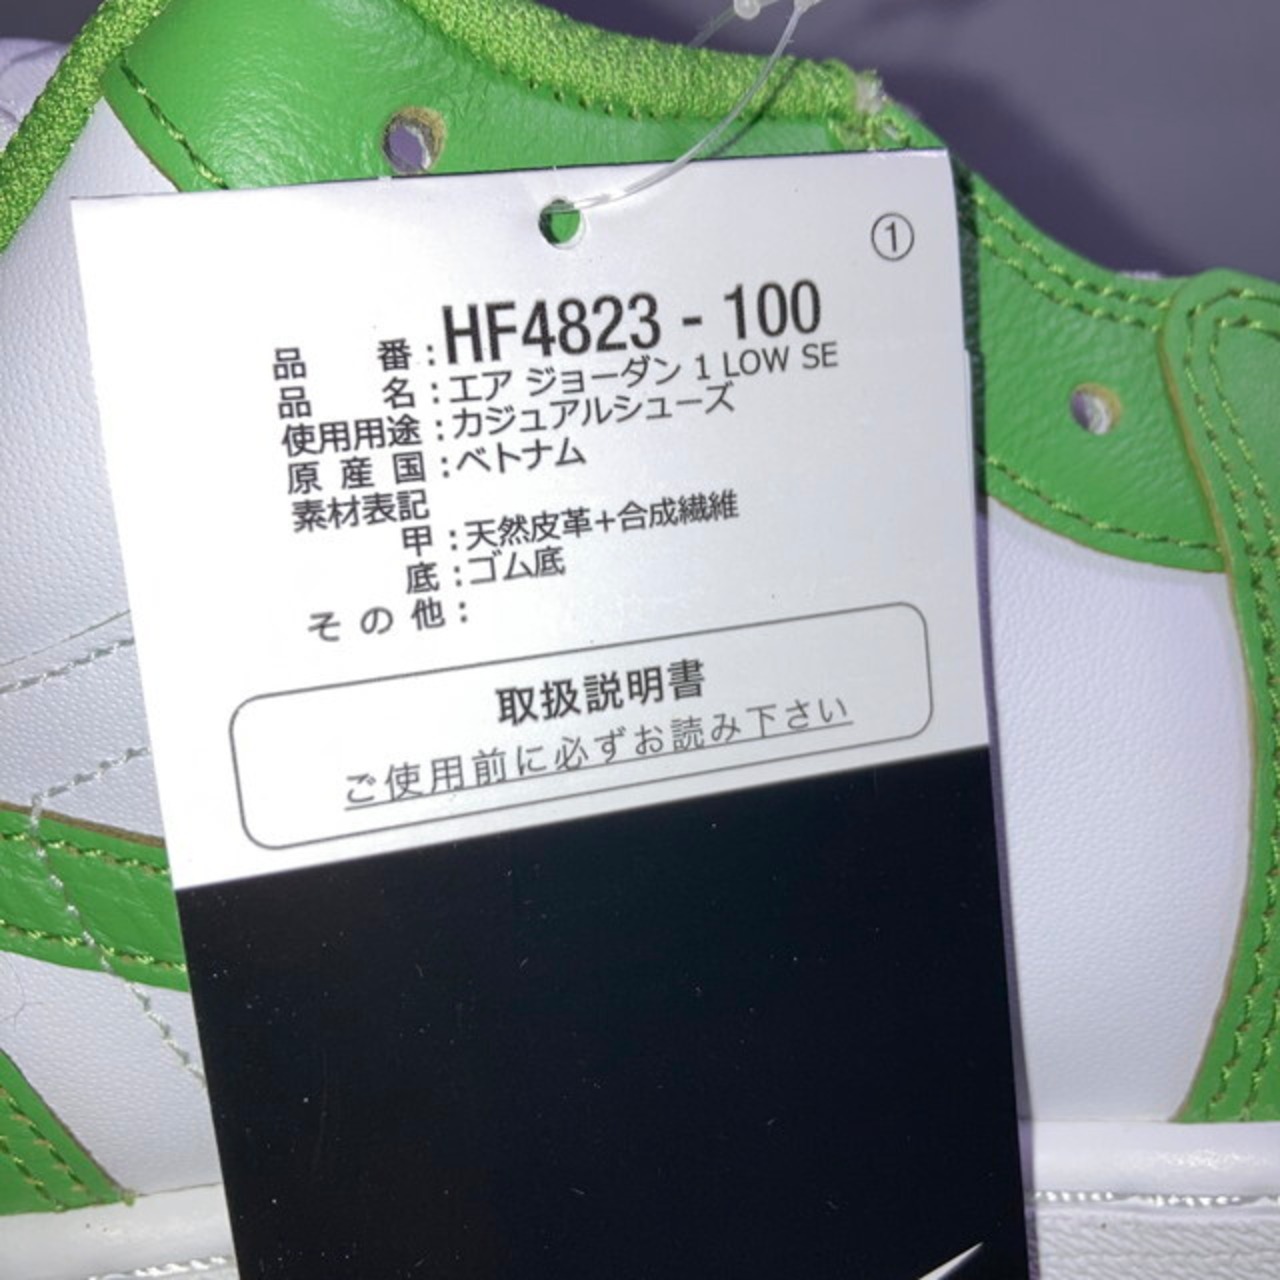 ①
品 番：HF4823 - 100
品 名：エア ジョーダン 1 LOW SE
使用用途：カジュアルシューズ
原 産 国：ベトナム
素材表記
甲：天然皮革+合成繊維
底：ゴム底
そ の 他：
取扱説明書
ご使用前に必ずお読み下さい